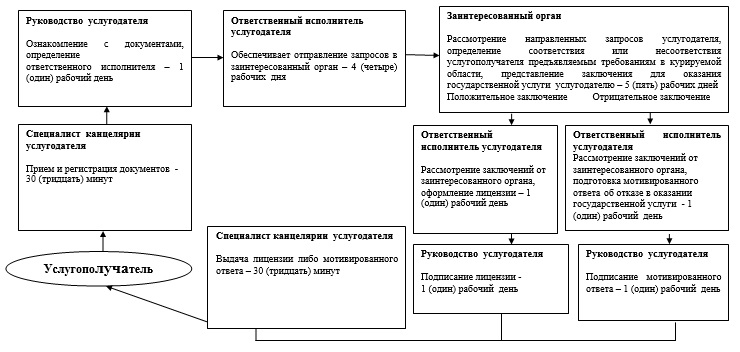 Руководство услугодателя
Ознакомление с документами,
определение
ответственного исполнителя – 1
(один) рабочий день
Ответственный исполнитель
услугодателя
Обеспечивает отправление запросов в
заинтересованный орган – 4 (четыре)
рабочих дня
Заинтересованный орган
Рассмотрение направленных запросов услугодателя,
определение соответствия или несоответствия
услугополучателя предъявляемым требованиям в курируемой
области, представление заключения для оказания
государственной услуги услугодателю – 5 (пять) рабочих дней
Положительное заключение Отрицательное заключение
Специалист канцелярии
услугодателя
Прием и регистрация документов -
30 (тридцать) минут
Ответственный
исполнитель услугодателя
Рассмотрение заключений от
заинтересованного органа,
оформление лицензии – 1
(один) рабочий день
Ответственный исполнитель
услугодателя
Рассмотрение заключений от
заинтересованного органа,
подготовка мотивированного
ответа об отказе в оказании
государственной услуги - 1
(один) рабочий день
Услугополучатель
Специалист канцелярии услугодателя
Выдача лицензии либо мотивированного
ответа – 30 (тридцать) минут
Руководство услугодателя
Подписание лицензии -
1 (один) рабочий день
Руководство услугодателя
Подписание мотивированного
ответа – 1 (один) рабочий день